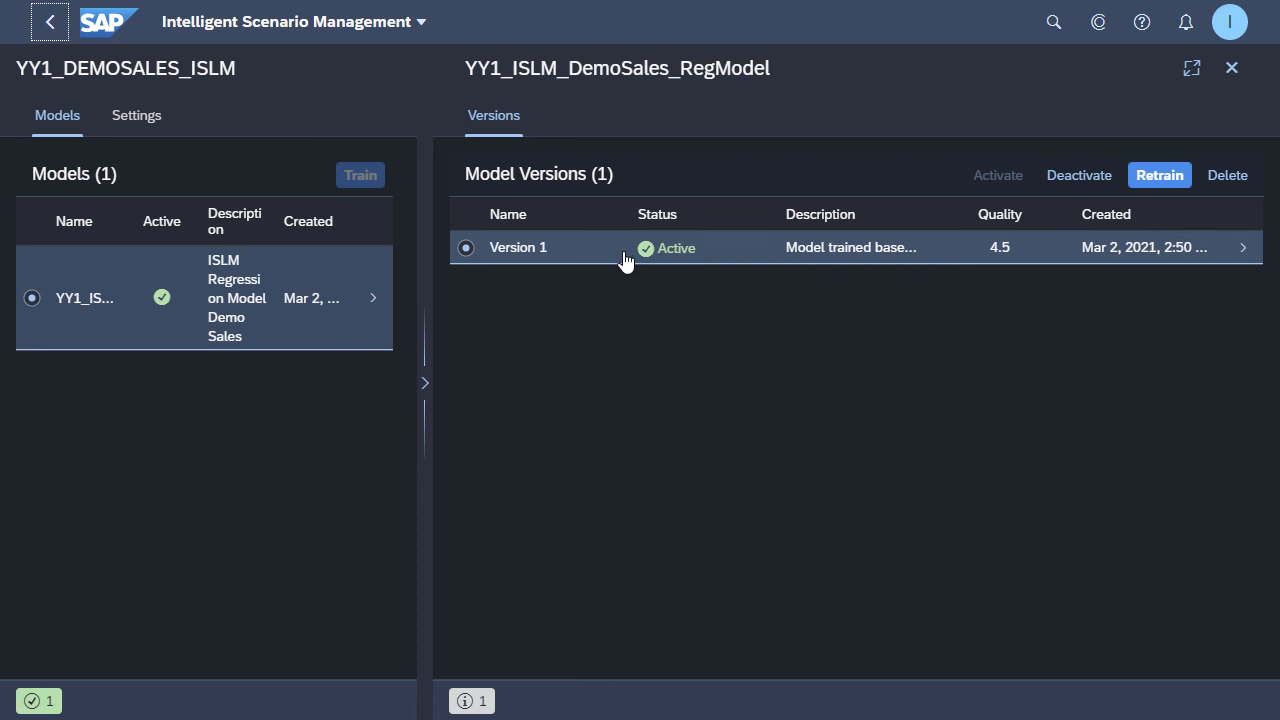 SAP
Intelligent Scenario Management
I
YY1_DEMOSALES_ISLM
Models
Settings
Models (1)
Train
Name
Active
Descripti
on
Created
YY1_IS...
ISLM
Regressi
on Model
Demo
Sales
Mar 2, ...
1
YY1_ISLM_DemoSales_RegModel
Versions
Model Versions (1)
Activate
Deactivate
Retrain
Delete
Name
Status
Description
Quality
Created
Version 1
Active
Model trained base...
4.5
Mar 2, 2021, 2:50 ...
1